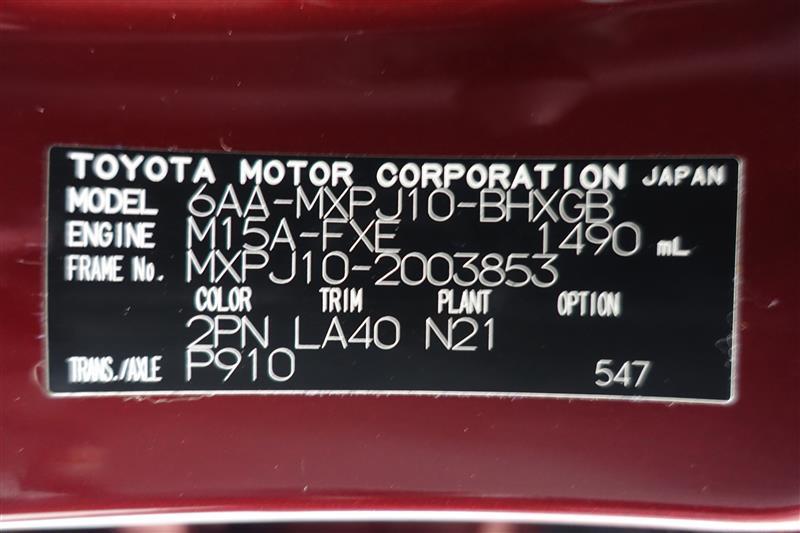 TOYOTA MOTOR CORPORATION JAPAN
MODEL 6AA-MXPJ10-BHXGB
ENGINE M15A-FXE 1490 mL
FRAME No. MXPJ10-2003853
COLOR TRIM PLANT OPTION
2PN LA40 N21
TRANS./AXLE P910 547